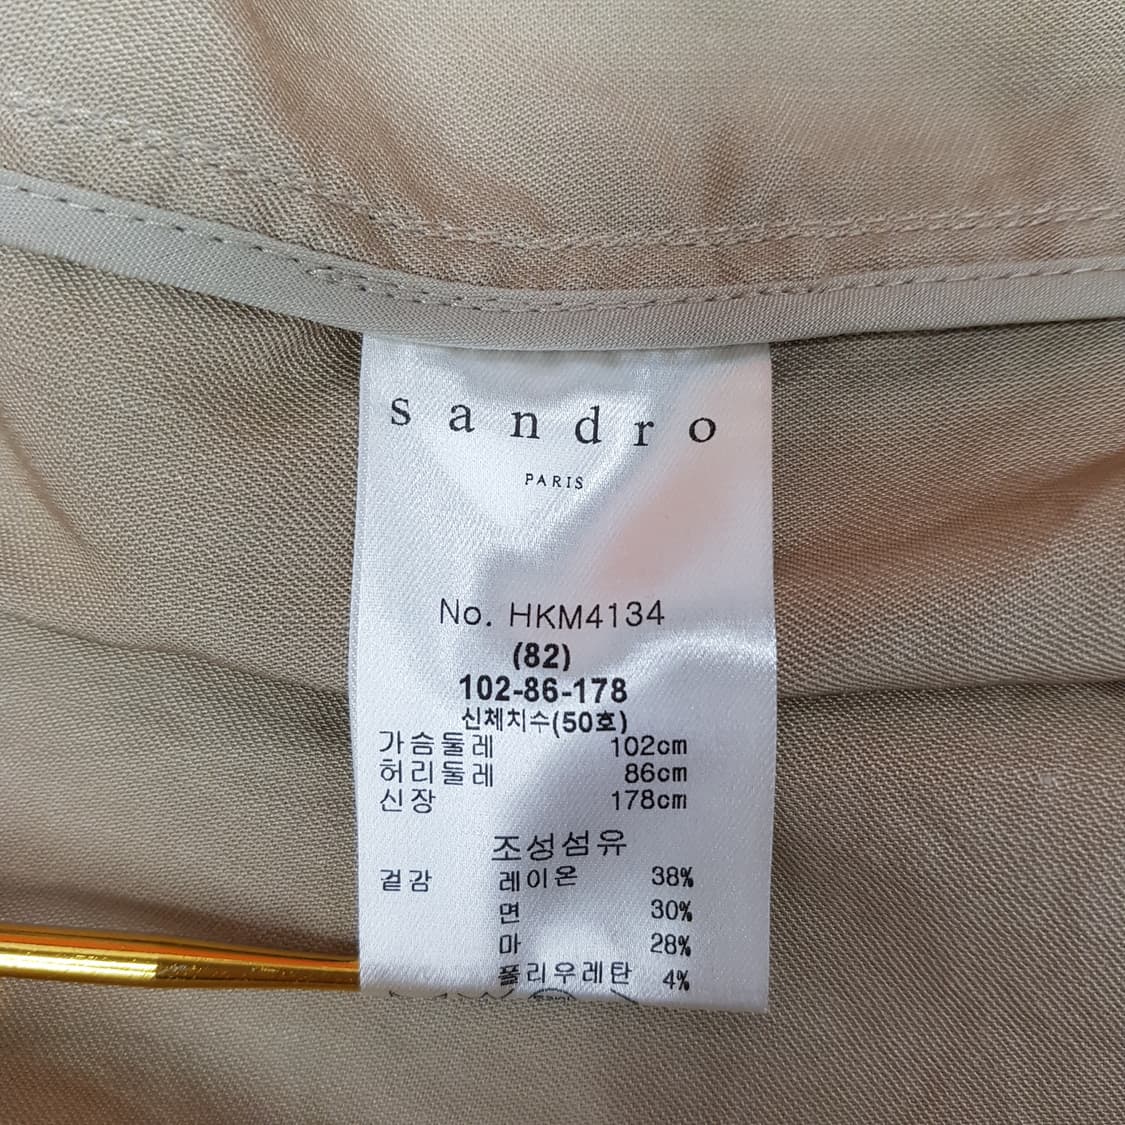 sandro
PARIS
No. HKM4134
(82)
102-86-178
신체치수(50호)
가슴둘레 102cm
허리둘레 86cm
신장 178cm
조성섬유
겉감 레이온 38%
면 30%
마 28%
폴리우레탄 4%